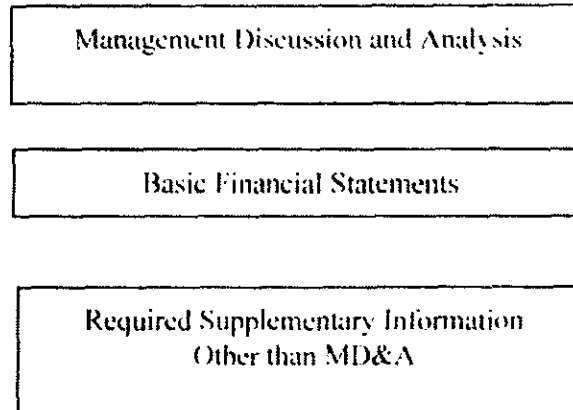 Management Discussion and Analysis
Basic Financial Statements
Required Supplementary Information
Other than MD&A